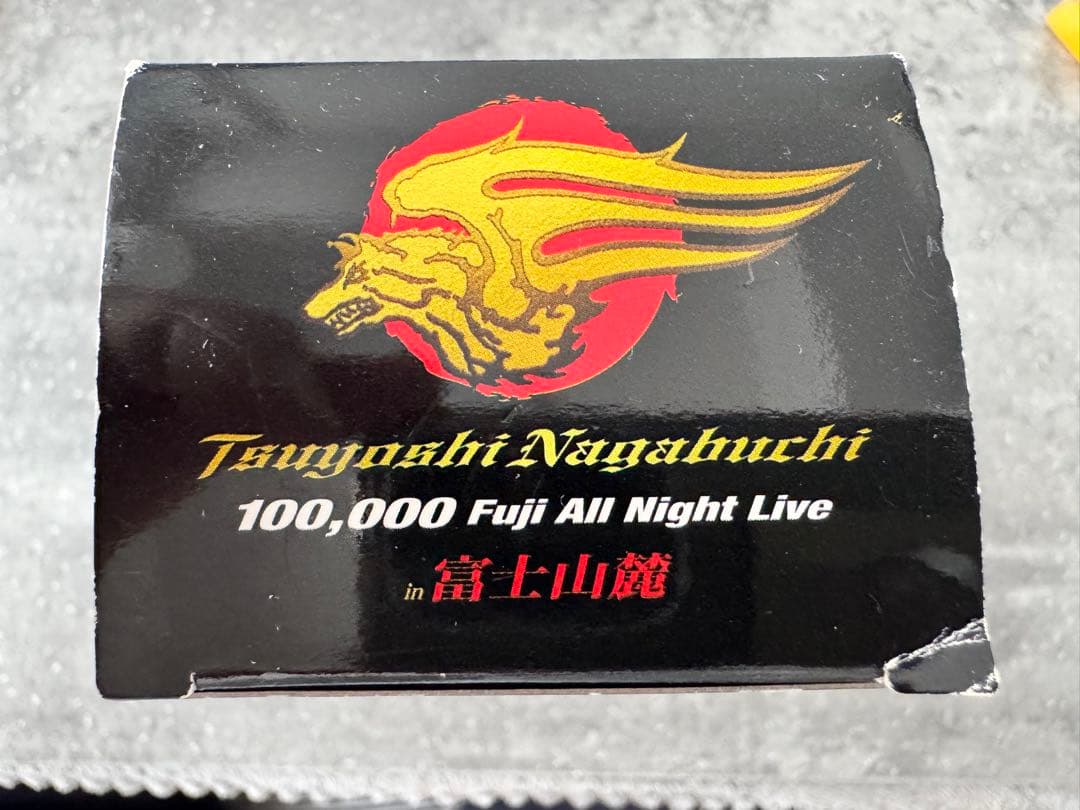 Tsuyoshi Nagabuchi
100,000 Fuji All Night Live
in 富士山麓